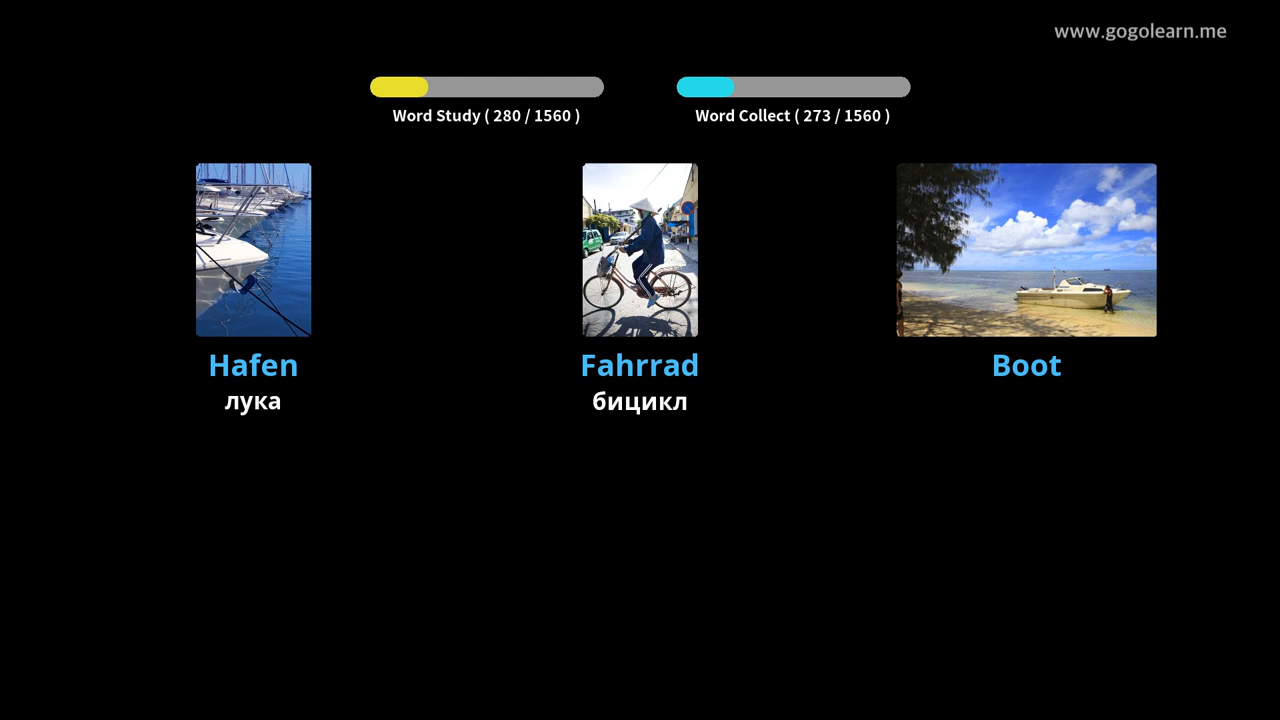 www.gogolearn.me
Word Study ( 280 / 1560 )
Word Collect ( 273 / 1560 )
Hafen
лука
Fahrrad
бицикл
Boot